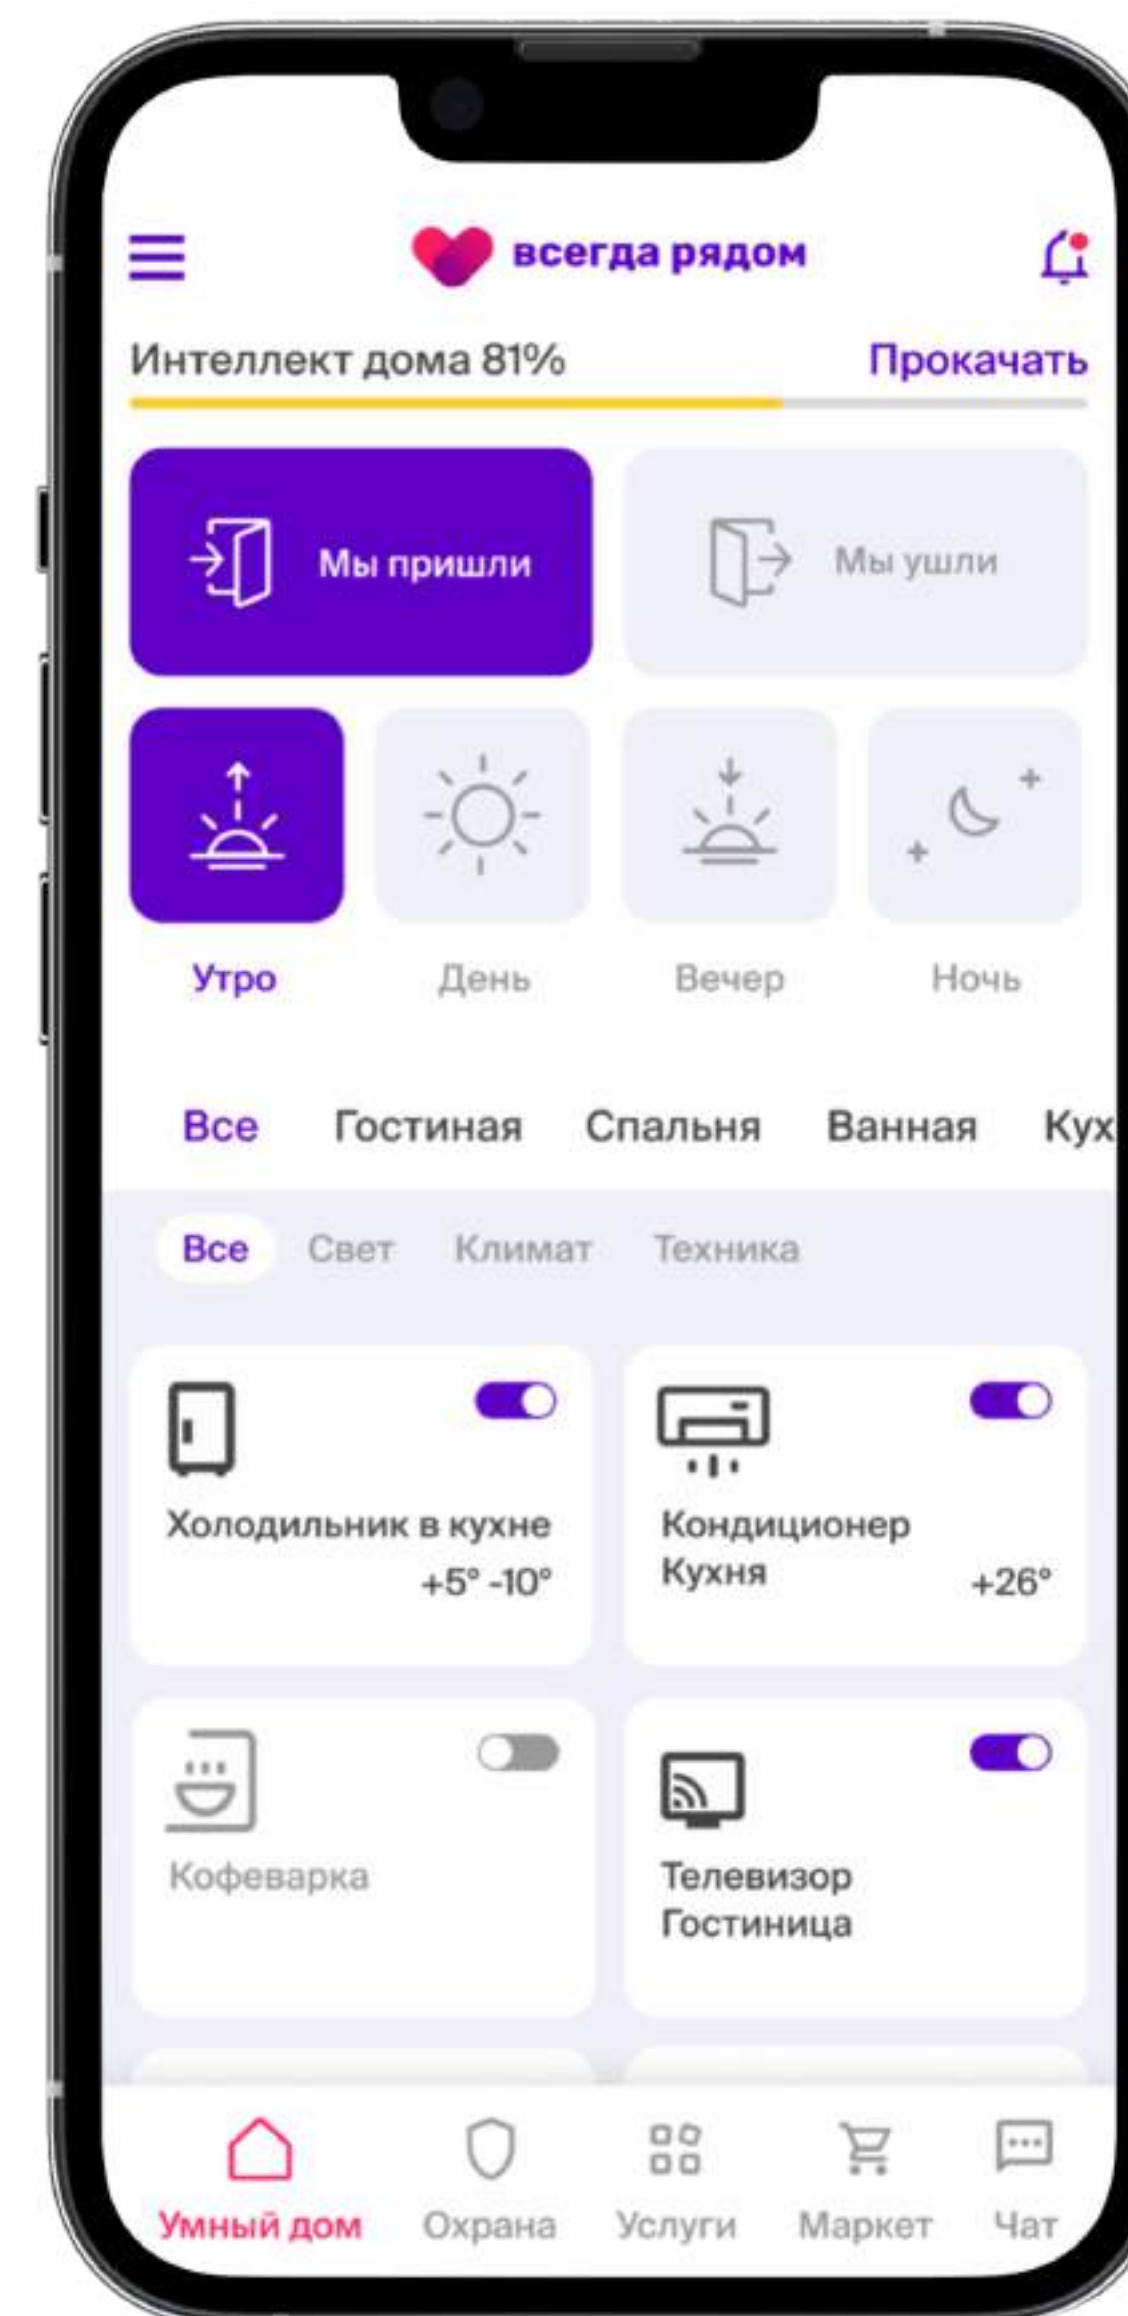 всегда рядом
Интеллект дома 81% Прокачать
Мы пришли Мы ушли
Утро День Вечер Ночь
Все Гостиная Спальня Ванная Кух
Все Свет Климат Техника
Холодильник в кухне
+5° -10°
Кондиционер
Кухня +26°
Кофеварка
Телевизор
Гостиница
Умный дом Охрана Услуги Маркет Чат